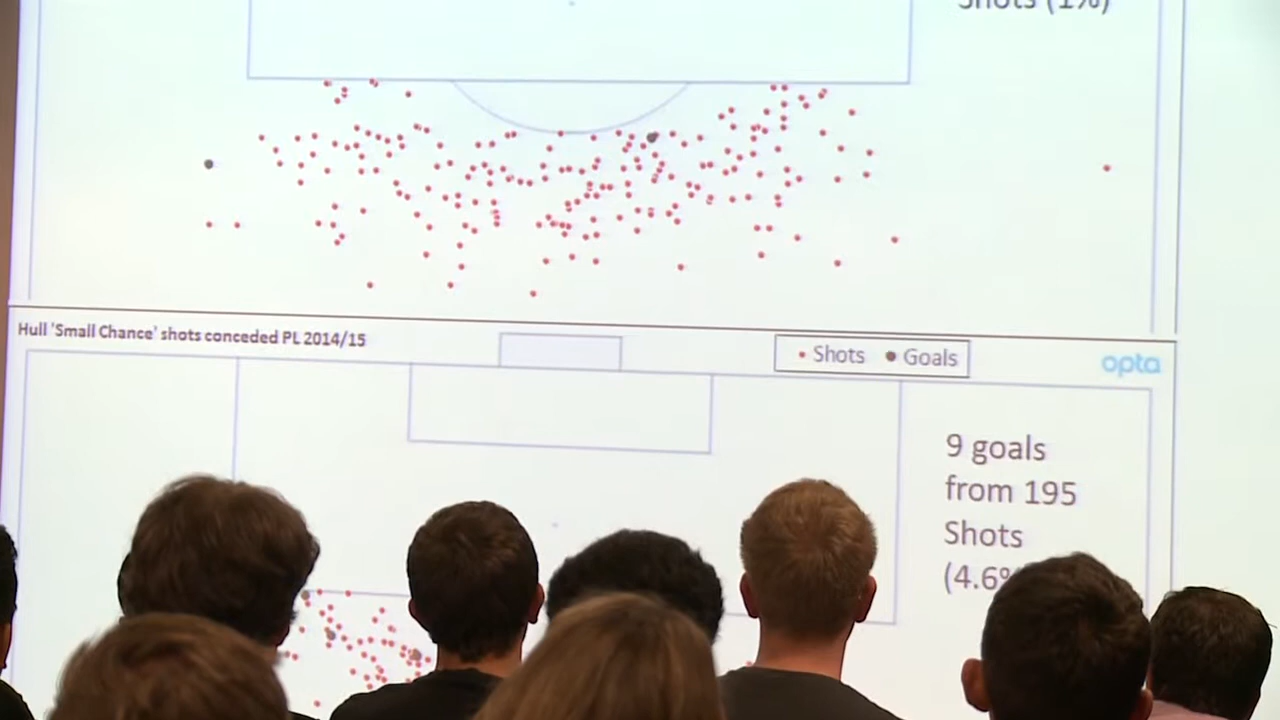 Shots (1%)
Hull 'Small Chance' shots conceded PL 2014/15
Shots Goals
opta
9 goals
from 195
Shots
(4.6%